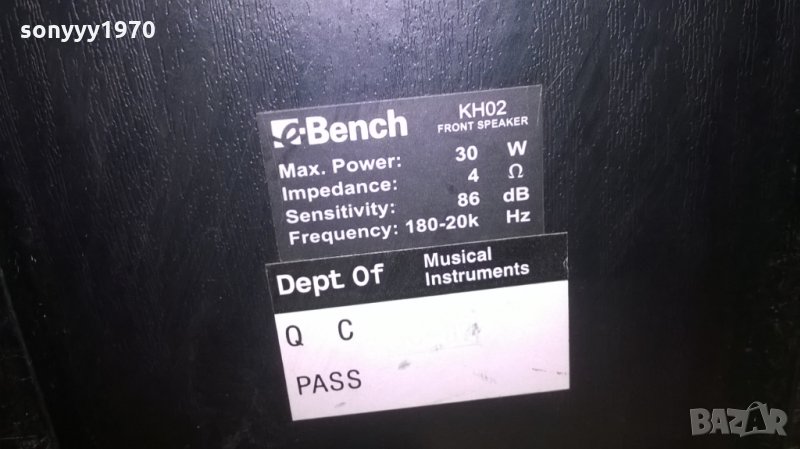 sonyyy1970
e-Bench KH02
FRONT SPEAKER
Max. Power: 30 W
Impedance: 4 Ω
Sensitivity: 86 dB
Frequency: 180-20k Hz
Dept Of Musical
Instruments
Q C
PASS
BAZAR